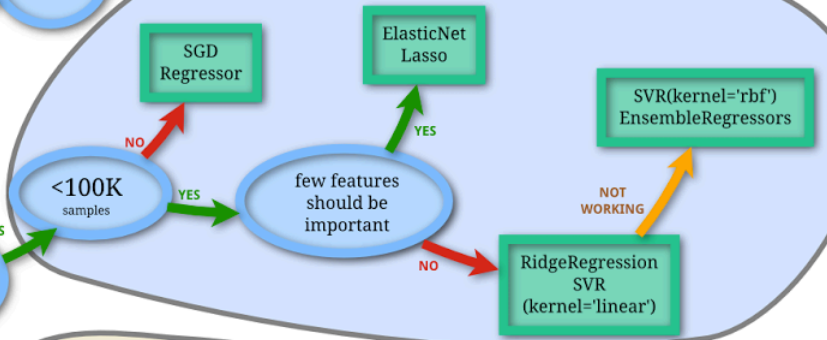 SGD
Regressor
ElasticNet
Lasso
SVR(kernel='rbf')
EnsembleRegressors
NO
YES
<100K
samples
YES
few features
should be
important
NOT
WORKING
S
NO
RidgeRegression
SVR
(kernel='linear')